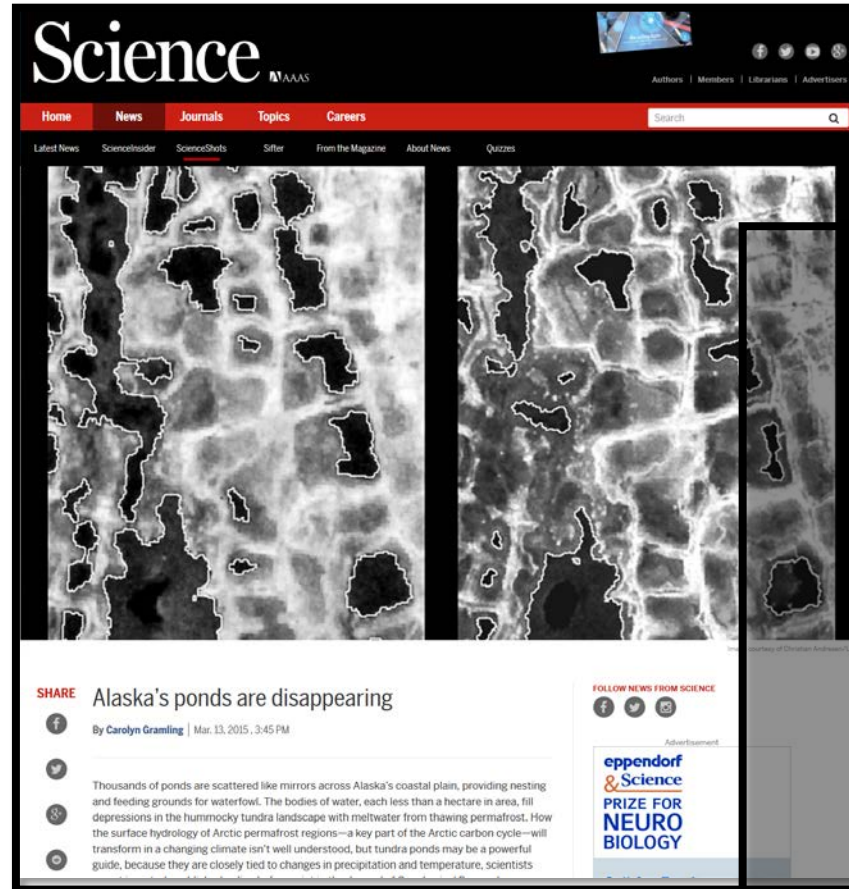 Science AAAS
Authors | Members | Librarians | Advertisers
Home News Journals Topics Careers
Search
Latest News ScienceInsider ScienceShots Sifter From the Magazine About News Quizzes
courtesy of Christian
SHARE
Alaska's ponds are disappearing
By Carolyn Gramling | Mar. 13, 2015 , 3:45 PM
Thousands of ponds are scattered like mirrors across Alaska's coastal plain, providing nesting
and feeding grounds for waterfowl. The bodies of water, each less than a hectare in area, fill
depressions in the hummocky tundra landscape with meltwater from thawing permafrost. How
the surface hydrology of Arctic permafrost regions—a key part of the Arctic carbon cycle—will
transform in a changing climate isn't well understood, but tundra ponds may be a powerful
guide, because they are closely tied to changes in precipitation and temperature, scientists
FOLLOW NEWS FROM SCIENCE
Advertisement
eppendorf
& Science
PRIZE FOR
NEURO
BIOLOGY